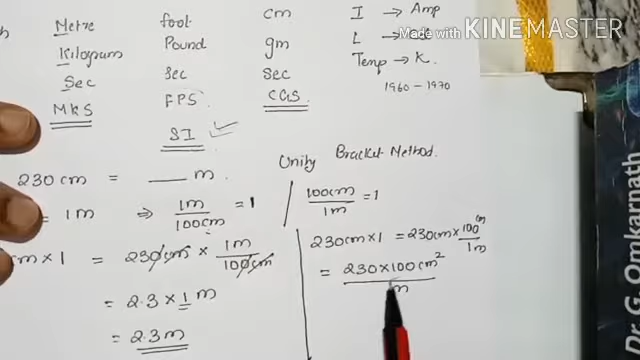 Metre foot cm I → Amp
Kilogram Pound gm L →
Made with KINEMASTER
Sec sec sec Temp → K.
MKS FPS CGS 1960 - 1970
SI
Unity Bracket Method.
230 cm = ___ m.
= 1m ⇒ 1m/100cm = 1
100cm/1m = 1
cm × 1 = 230cm × 1m/100cm
= 2.3 × 1 m
= 2.3m
230cm × 1 = 230cm × 100cm/1m
= 230×100 cm²/m
Dr. G. Omkarnath